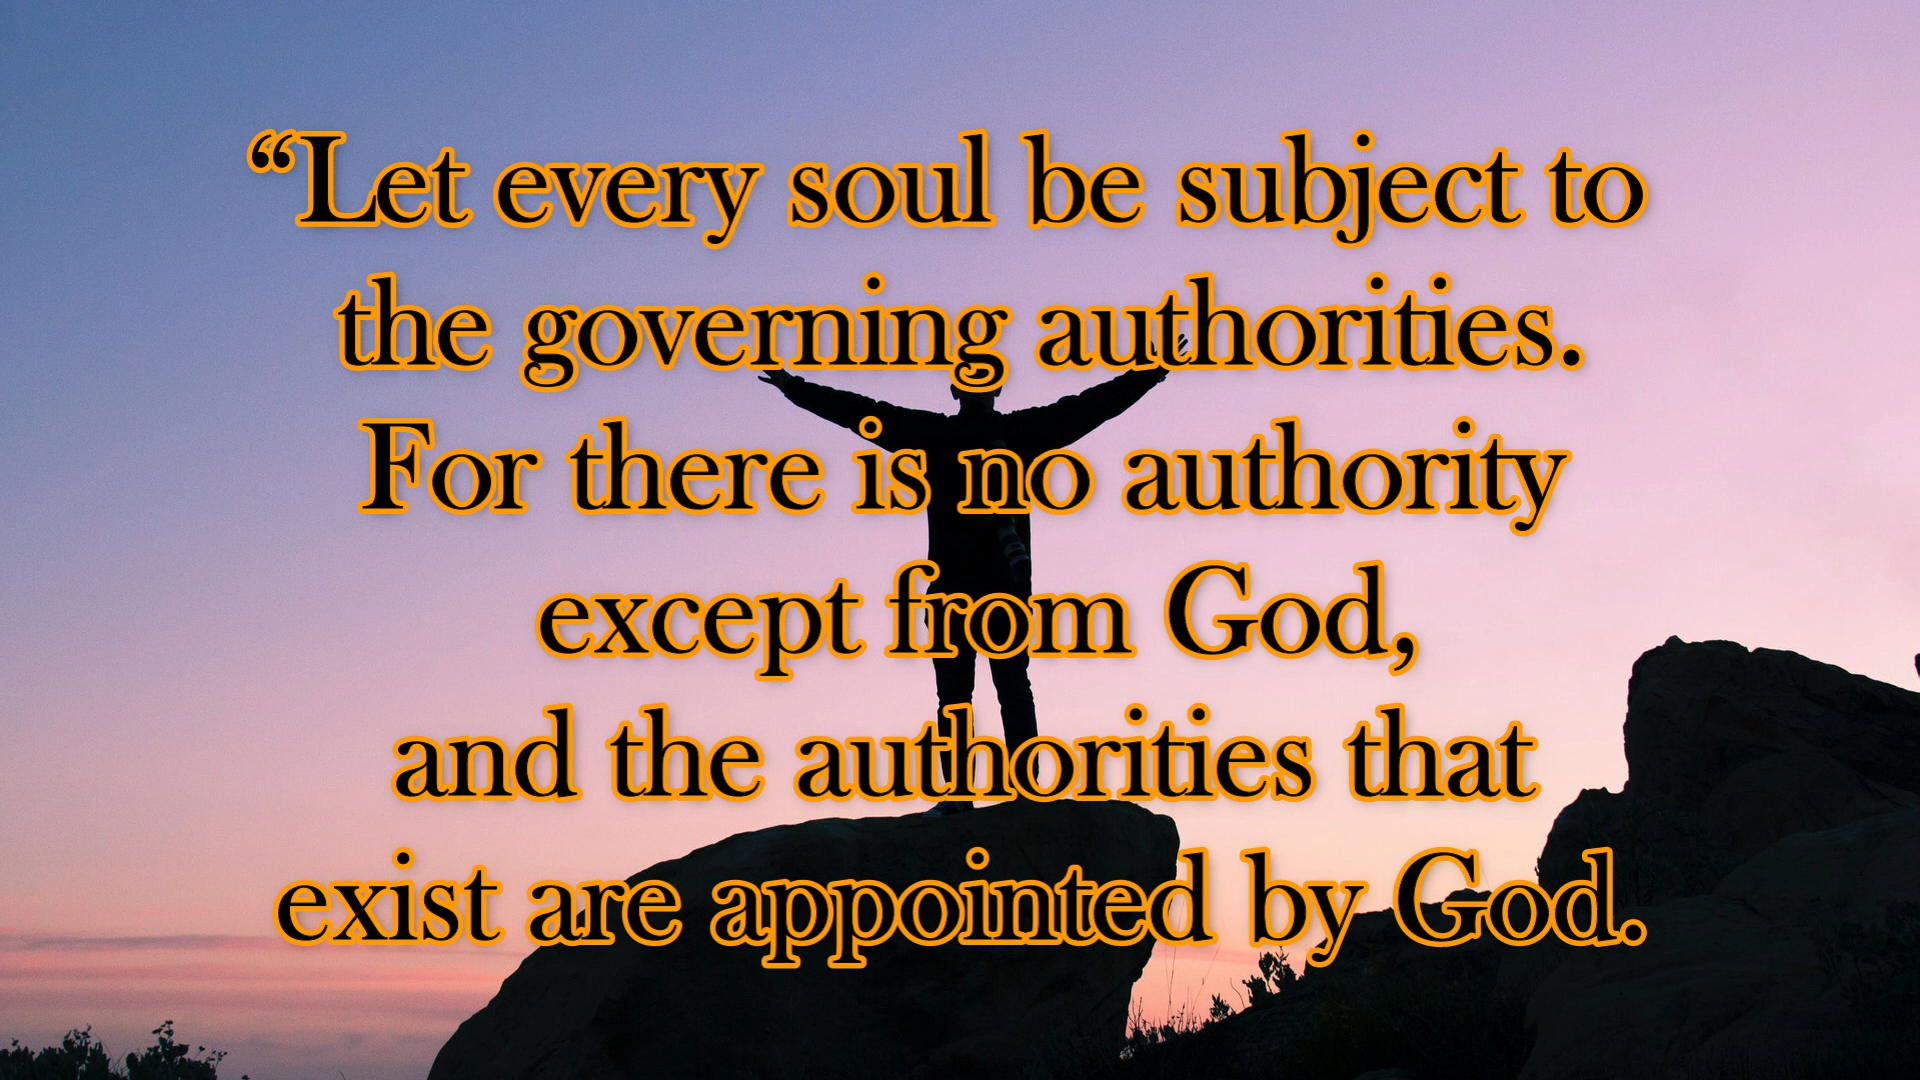 “Let every soul be subject to
the governing authorities.
For there is no authority
except from God,
and the authorities that
exist are appointed by God.